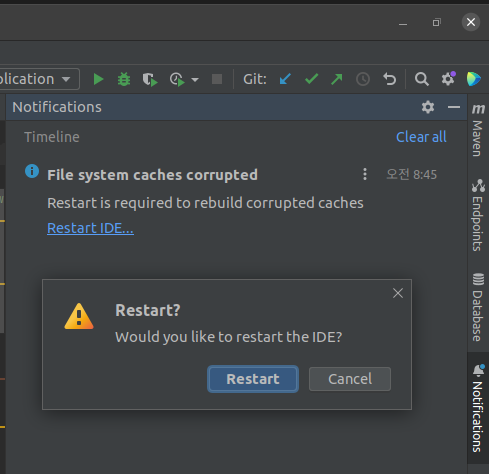 plication
Git:
Notifications
Timeline
Clear all
File system caches corrupted
오전 8:45
Restart is required to rebuild corrupted caches
Restart IDE...
Restart?
Would you like to restart the IDE?
Restart
Cancel
m
Maven
Endpoints
Database
Notifications